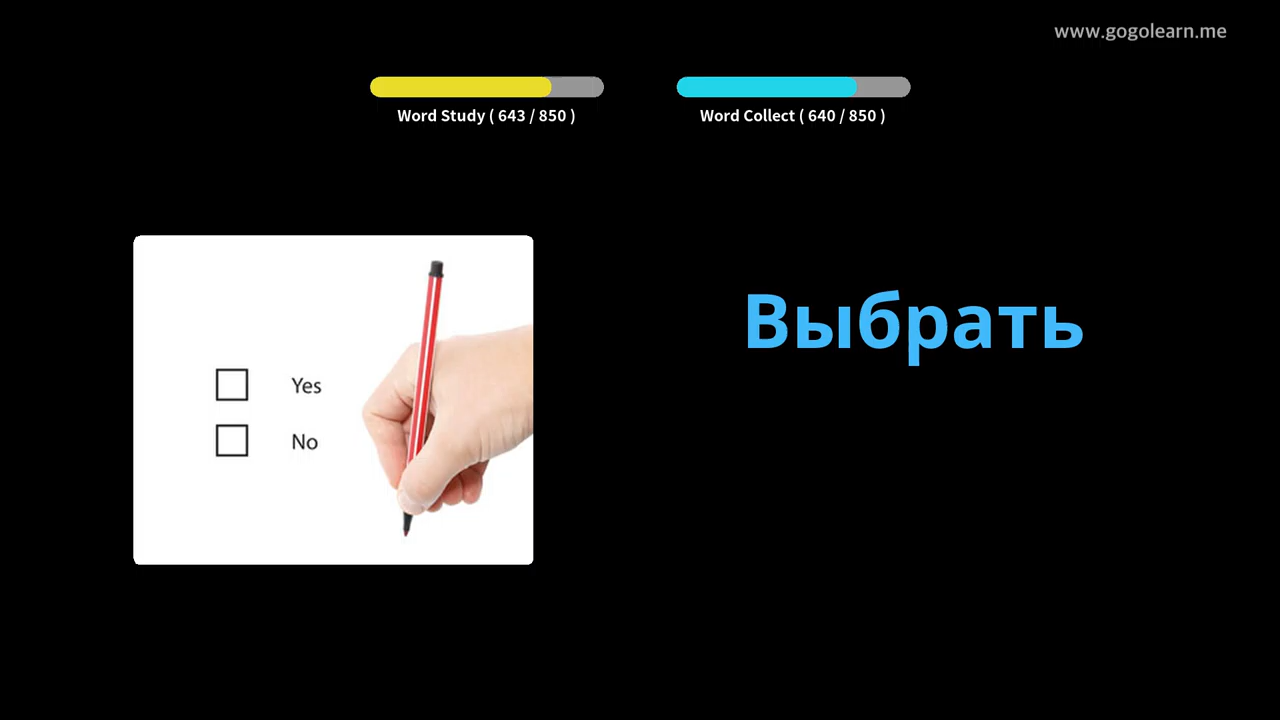 www.gogolearn.me
Word Study ( 643 / 850 )
Word Collect ( 640 / 850 )
Yes
No
Выбрать